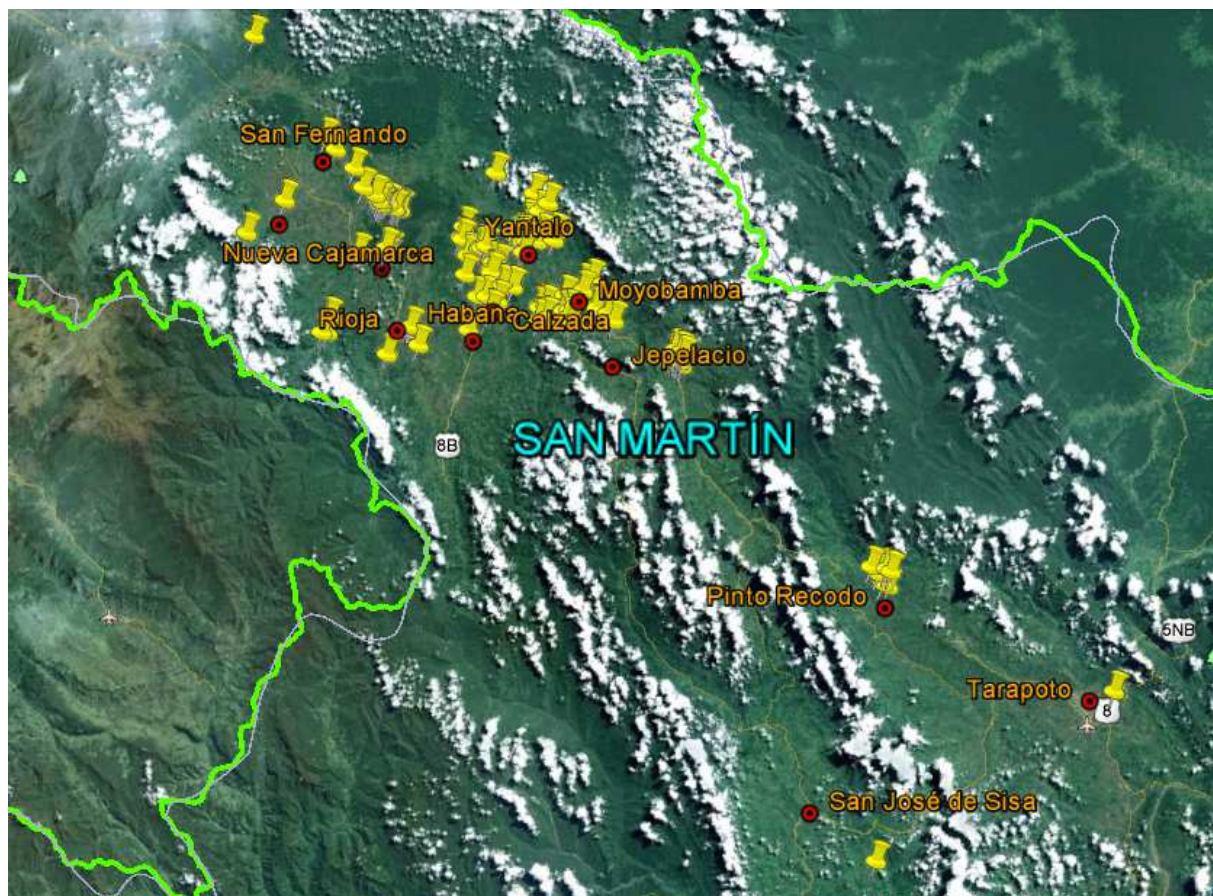 San Fernando
Yantalo
Nueva Cajamarca
Moyobamba
Rioja
Habana
Calzada
Jepelacio
SAN MARTÍN
8B
Pinto Recodo
5NB
Tarapoto
8
San José de Sisa